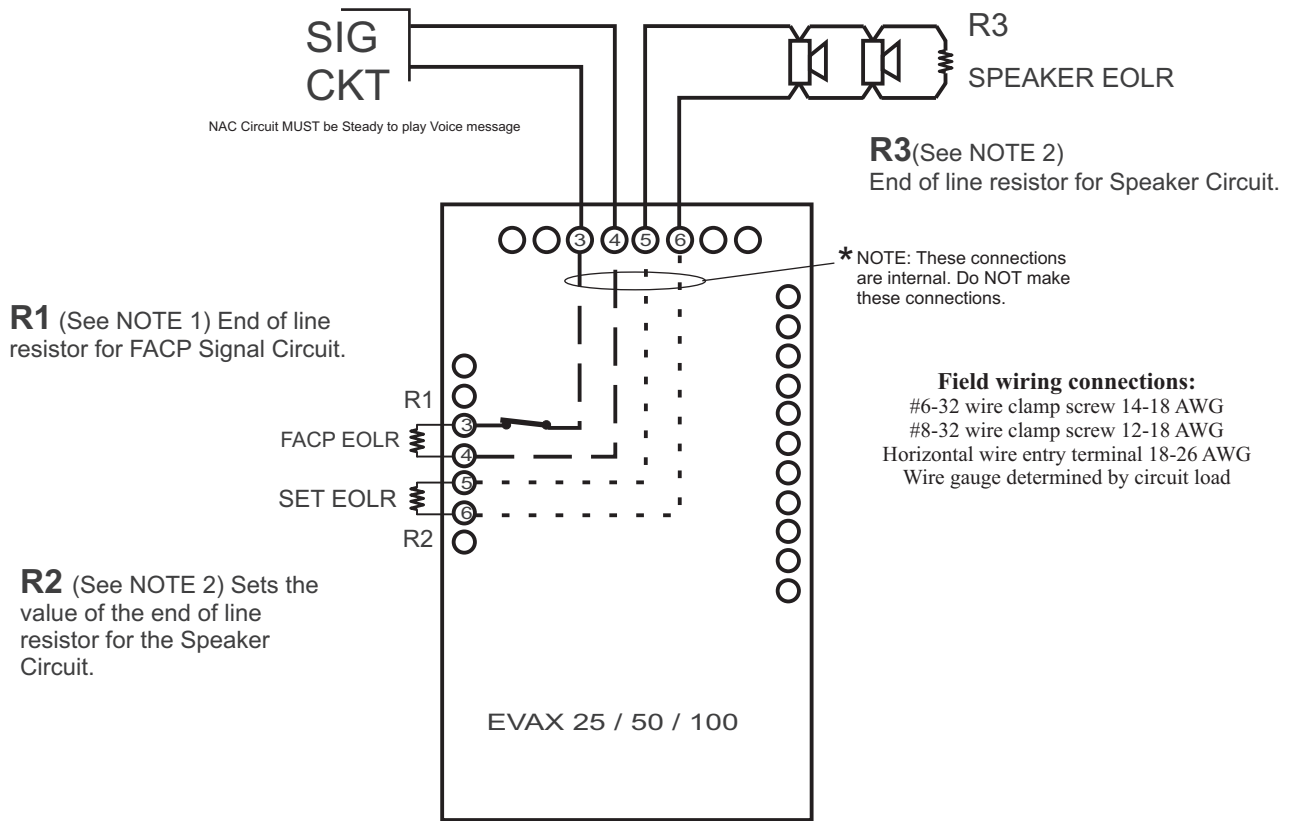 SIG
CKT
NAC Circuit MUST be Steady to play Voice message
R3
SPEAKER EOLR
R3(See NOTE 2)
End of line resistor for Speaker Circuit.
3 4 5 6
* NOTE: These connections
are internal. Do NOT make
these connections.
R1 (See NOTE 1) End of line
resistor for FACP Signal Circuit.
R1
3
FACP EOLR
4
5
SET EOLR
6
R2
Field wiring connections:
#6-32 wire clamp screw 14-18 AWG
#8-32 wire clamp screw 12-18 AWG
Horizontal wire entry terminal 18-26 AWG
Wire gauge determined by circuit load
R2 (See NOTE 2) Sets the
value of the end of line
resistor for the Speaker
Circuit.
EVAX 25 / 50 / 100